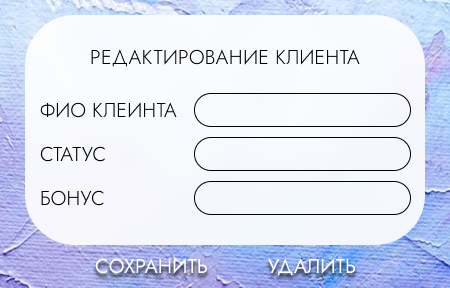 РЕДАКТИРОВАНИЕ КЛИЕНТА
ФИО КЛЕИНТА
СТАТУС
БОНУС
СОХРАНИТЬ УДАЛИТЬ